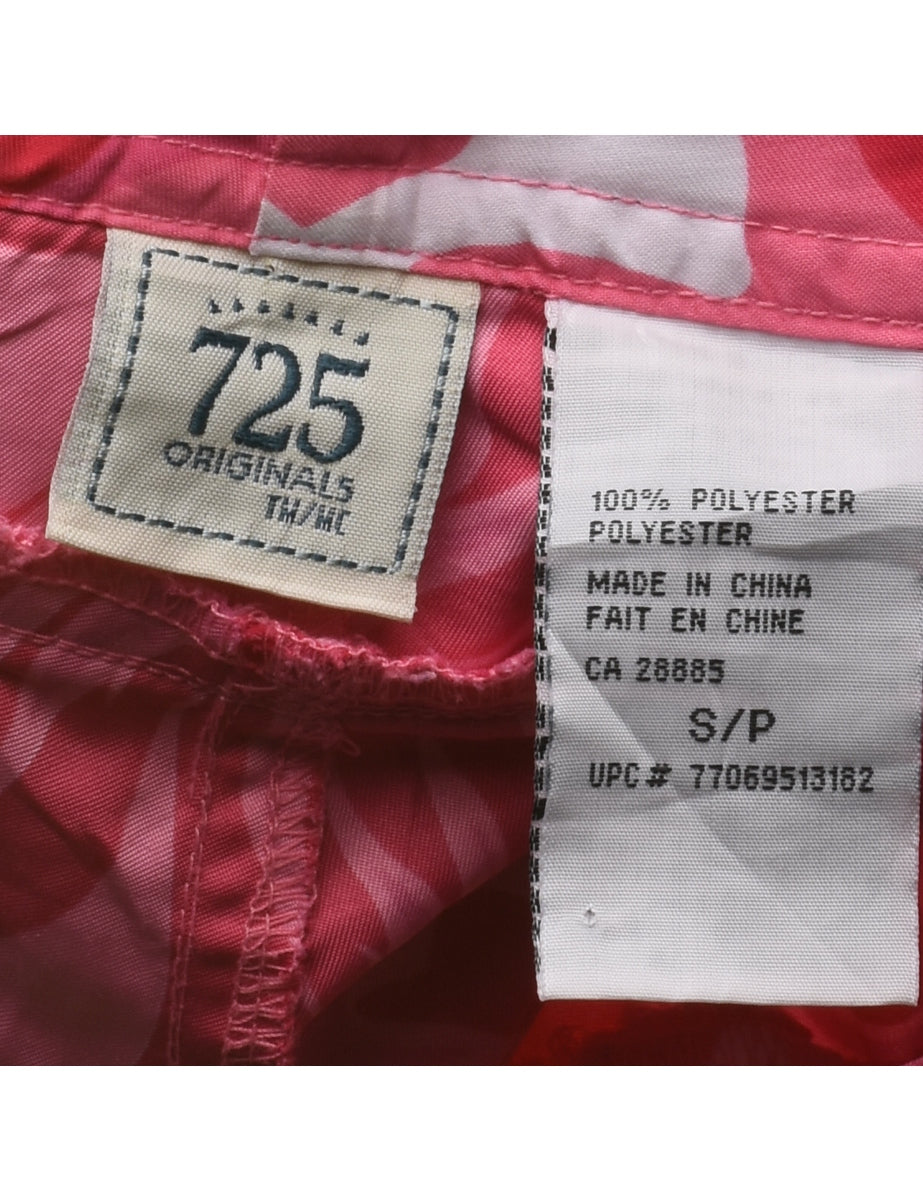 725
ORIGINALS
TM/MC
100% POLYESTER
POLYESTER
MADE IN CHINA
FAIT EN CHINE
CA 28885
S/P
UPC# 77069513182